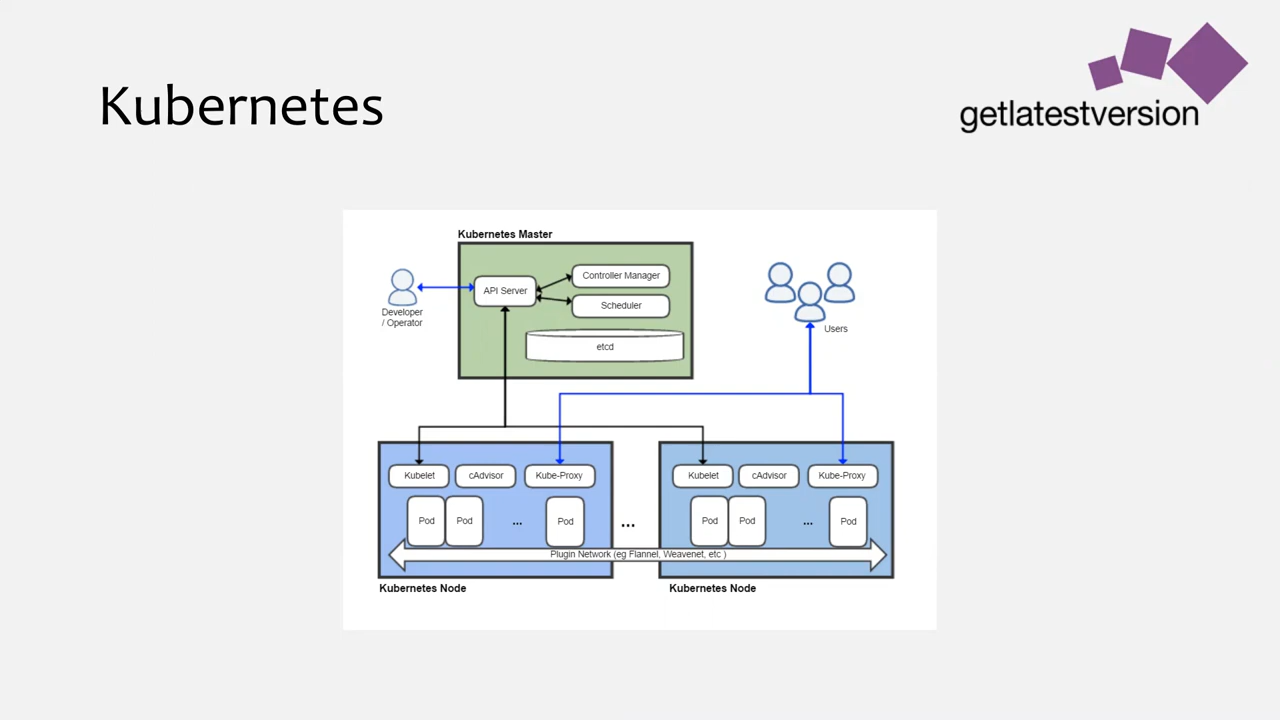 Kubernetes
getlatestversion
Kubernetes Master
Controller Manager
API Server
Scheduler
etcd
Developer
/ Operator
Users
Kubelet
cAdvisor
Kube-Proxy
Kubelet
cAdvisor
Kube-Proxy
Pod
Pod
...
Pod
...
Pod
Pod
...
Pod
Plugin Network (eg Flannel, Weavenet, etc )
Kubernetes Node
Kubernetes Node